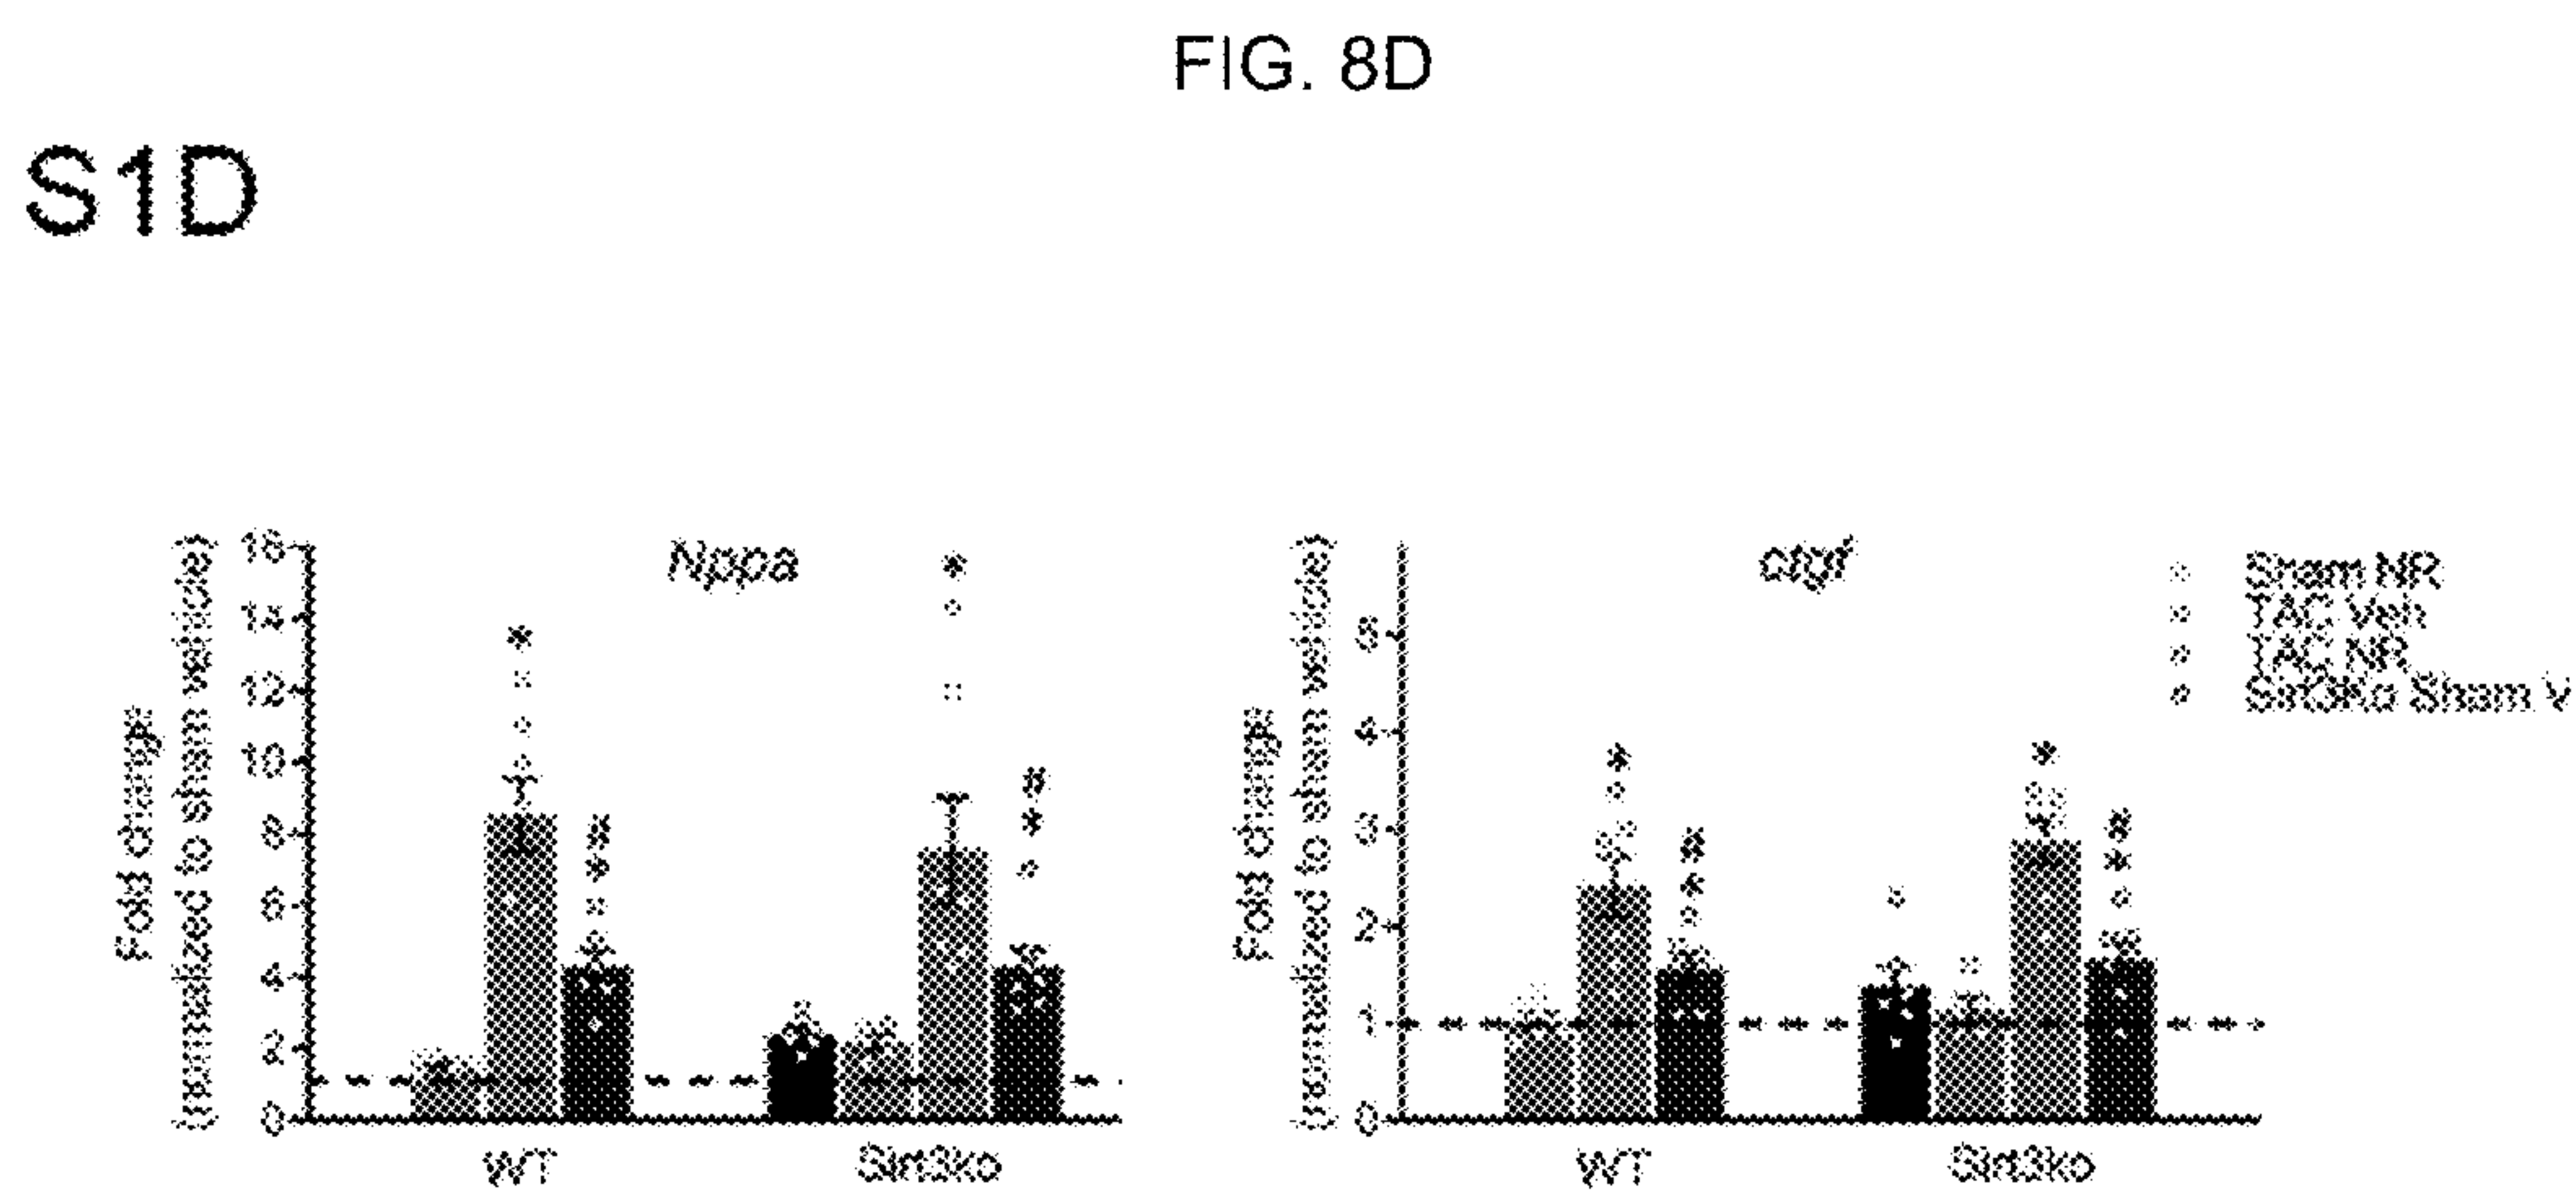 FIG. 8D
S1D
Fold change
(normalized to sham vehicle)
16
14
12
10
8
6
4
2
0
Nppa
*
*
#
*
#
*
WT
Sirt3ko
Fold change
(normalized to sham vehicle)
5
4
3
2
1
0
ctgf
*
*
#
*
#
*
WT
Sirt3ko
Sham NR
TAC Veh
TAC NR
Sirt3Ko Sham V